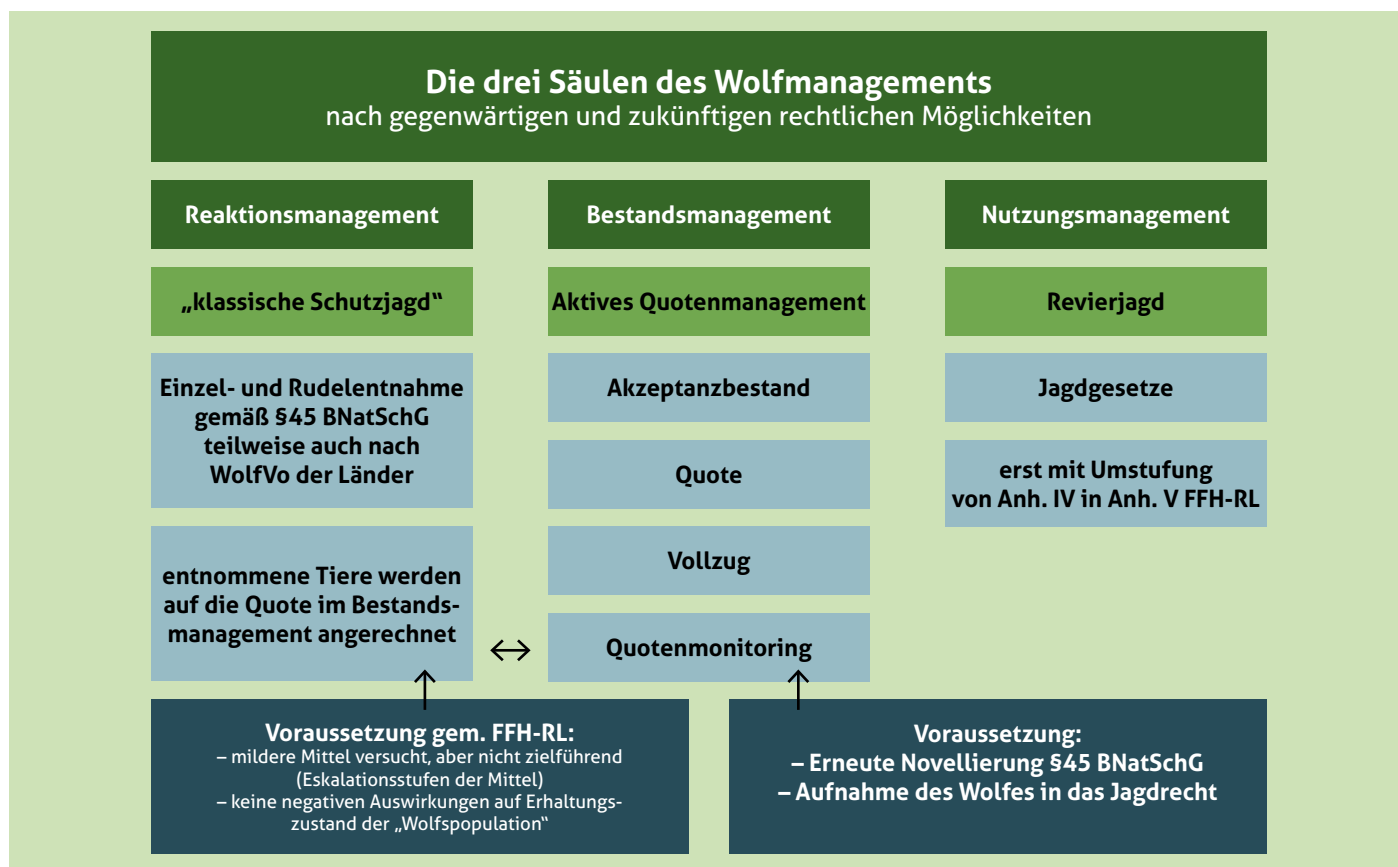 Die drei Säulen des Wolfmanagements
nach gegenwärtigen und zukünftigen rechtlichen Möglichkeiten
Reaktionsmanagement
„klassische Schutzjagd“
Einzel- und Rudelentnahme
gemäß §45 BNatSchG
teilweise auch nach
WolfVo der Länder
entnommene Tiere werden
auf die Quote im Bestands-
management angerechnet
Bestandsmanagement
Aktives Quotenmanagement
Akzeptanzbestand
Quote
Vollzug
Quotenmonitoring
Nutzungsmanagement
Revierjagd
Jagdgesetze
erst mit Umstufung
von Anh. IV in Anh. V FFH-RL
Voraussetzung gem. FFH-RL:
– mildere Mittel versucht, aber nicht zielführend
(Eskalationsstufen der Mittel)
– keine negativen Auswirkungen auf Erhaltungs-
zustand der „Wolfspopulation“
Voraussetzung:
– Erneute Novellierung §45 BNatSchG
– Aufnahme des Wolfes in das Jagdrecht